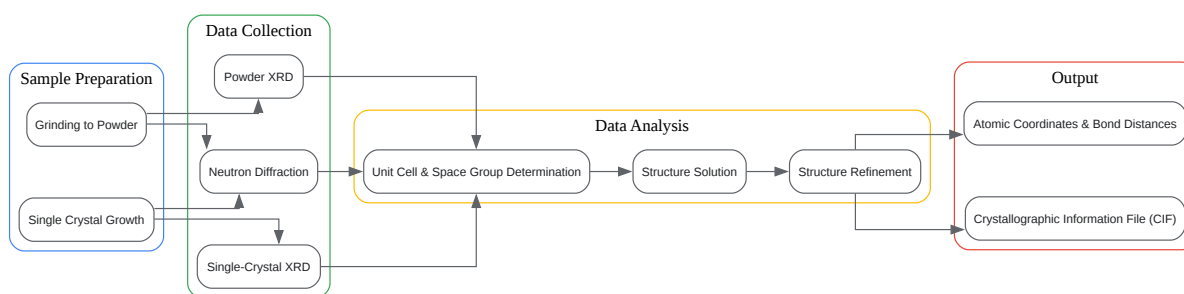 Sample Preparation
Grinding to Powder
Single Crystal Growth
Data Collection
Powder XRD
Neutron Diffraction
Single-Crystal XRD
Data Analysis
Unit Cell & Space Group Determination
Structure Solution
Structure Refinement
Output
Atomic Coordinates & Bond Distances
Crystallographic Information File (CIF)